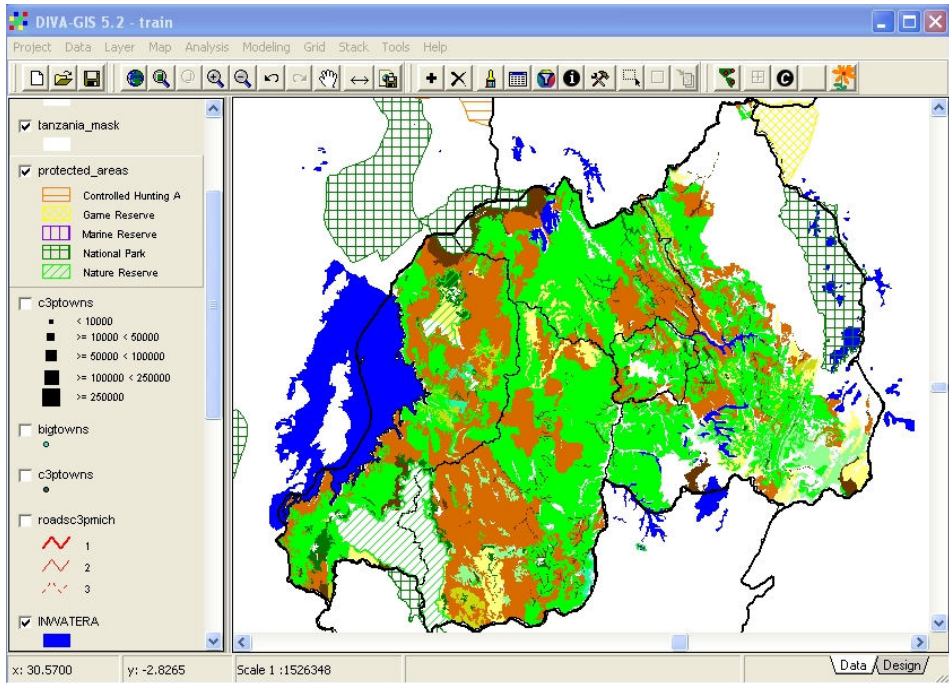 DIVA-GIS 5.2 - train
Project Data Layer Map Analysis Modeling Grid Stack Tools Help
tanzania_mask
protected_areas
Controlled Hunting A
Game Reserve
Marine Reserve
National Park
Nature Reserve
c3ptowns
< 10000
>= 10000 < 50000
>= 50000 < 100000
>= 100000 < 250000
>= 250000
bigtowns
c3ptowns
roadsc3pmich
1
2
3
INWATERA
x: 30.5700 y: -2.8265 Scale 1 :1526348 Data Design